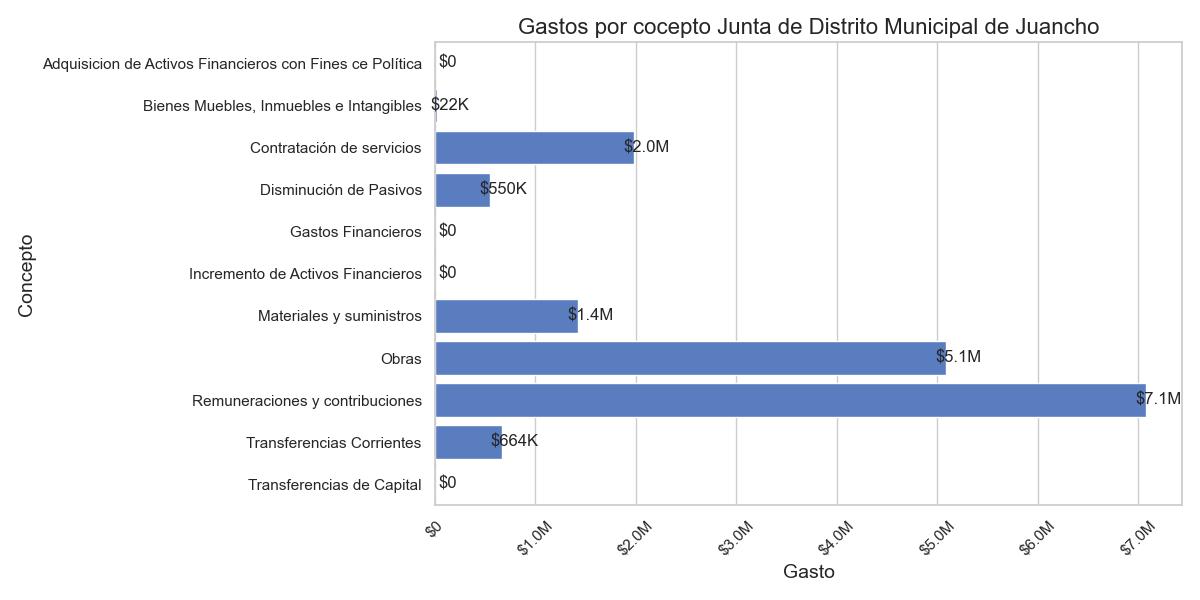 Gastos por cocepto Junta de Distrito Municipal de Juancho
Concepto
Adquisicion de Activos Financieros con Fines ce Política $0
Bienes Muebles, Inmuebles e Intangibles $22K
Contratación de servicios $2.0M
Disminución de Pasivos $550K
Gastos Financieros $0
Incremento de Activos Financieros $0
Materiales y suministros $1.4M
Obras $5.1M
Remuneraciones y contribuciones $7.1M
Transferencias Corrientes $664K
Transferencias de Capital $0
$0 $1.0M $2.0M $3.0M $4.0M $5.0M $6.0M $7.0M
Gasto